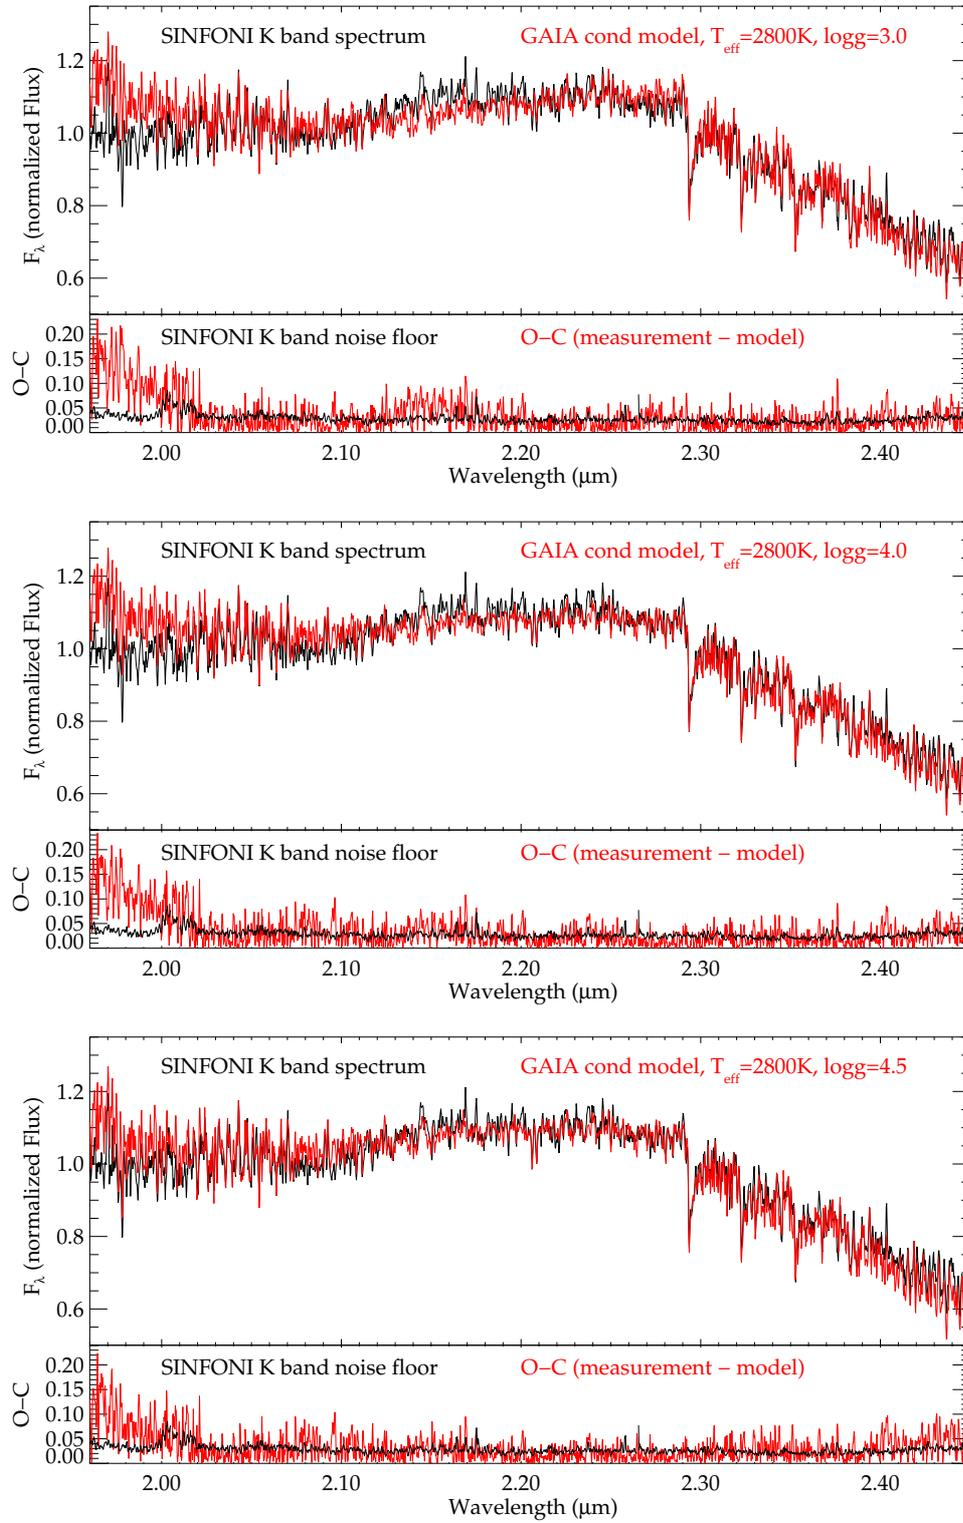 SINFONI K band spectrum
GAIA cond model, Teff=2800K, logg=3.0
1.2
1.0
0.8
0.6
Fλ (normalized Flux)
SINFONI K band noise floor
O−C (measurement − model)
0.20
0.15
0.10
0.05
0.00
O−C
2.00 2.10 2.20 2.30 2.40
Wavelength (μm)
SINFONI K band spectrum
GAIA cond model, Teff=2800K, logg=4.0
1.2
1.0
0.8
0.6
Fλ (normalized Flux)
SINFONI K band noise floor
O−C (measurement − model)
0.20
0.15
0.10
0.05
0.00
O−C
2.00 2.10 2.20 2.30 2.40
Wavelength (μm)
SINFONI K band spectrum
GAIA cond model, Teff=2800K, logg=4.5
1.2
1.0
0.8
0.6
Fλ (normalized Flux)
SINFONI K band noise floor
O−C (measurement − model)
0.20
0.15
0.10
0.05
0.00
O−C
2.00 2.10 2.20 2.30 2.40
Wavelength (μm)